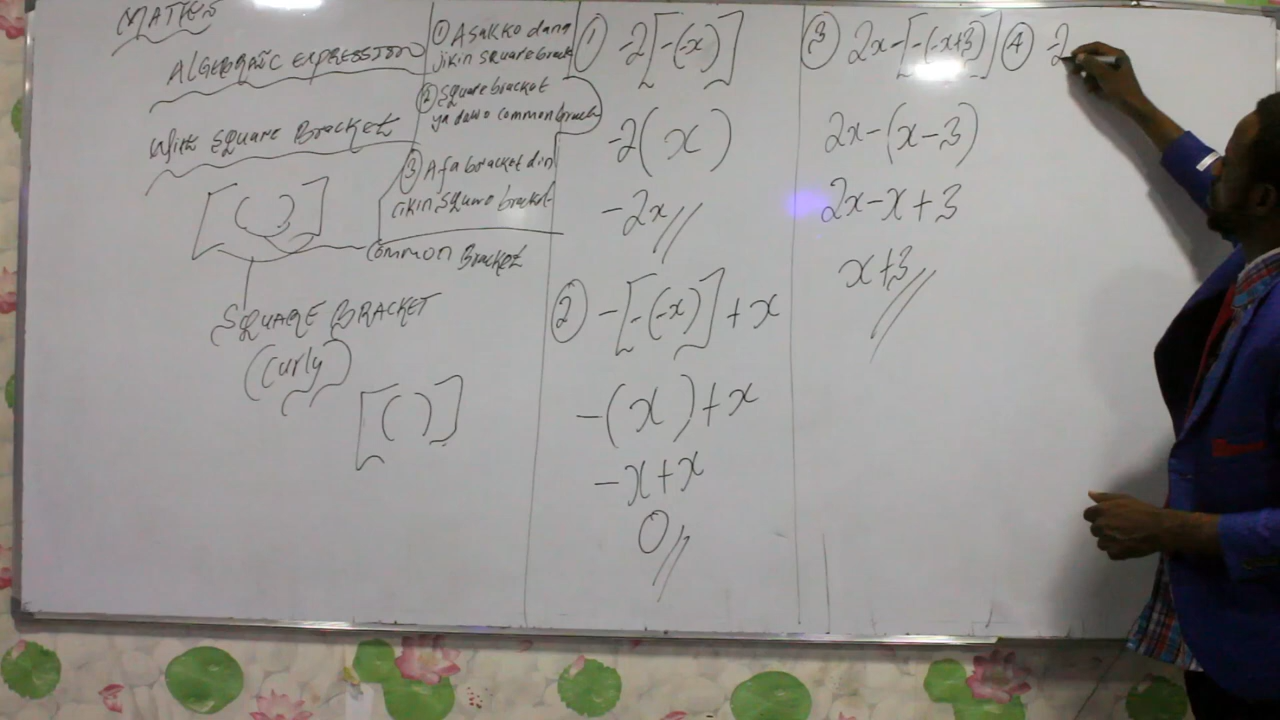 MATHS
ALGEBRAIC EXPRESSION
With Square Bracket
[( )]
Common Bracket
SQUARE BRACKET
(Curly)
[( )]
① A sakko dang
jikin square brack
② Square bracket
ya dawo common brack
③ A fa bracket din
cikin square bracket
① -2[-(-x)]
-2(x)
-2x//
② -[-(-x)]+x
-(x)+x
-x+x
0//
③ 2x-[-(-x+3)]
2x-(x-3)
2x-x+3
x+3//
④ -2